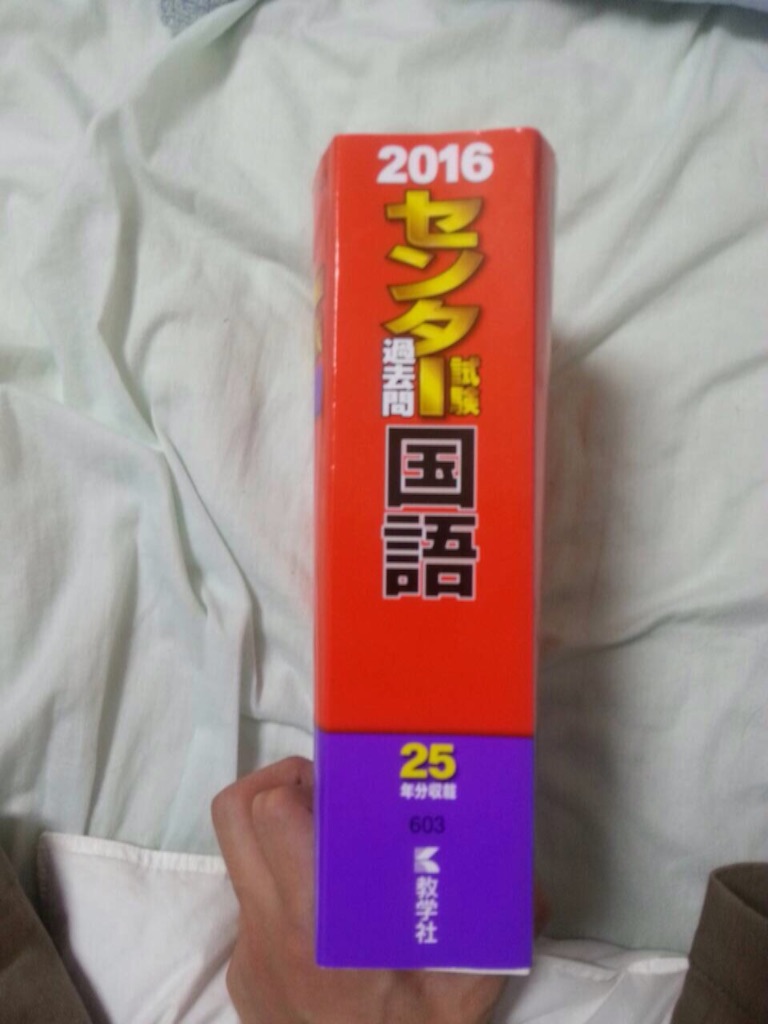 2016
センター試験
過去問
国語
25
年分収載
603
教学社